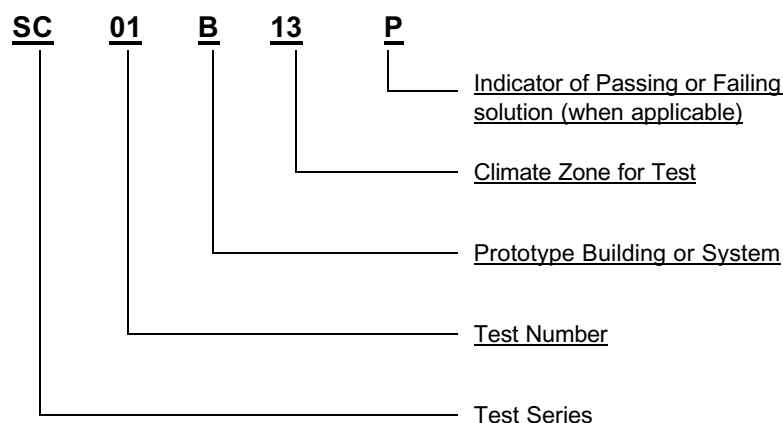 SC 01 B 13 P
Indicator of Passing or Failing
solution (when applicable)
Climate Zone for Test
Prototype Building or System
Test Number
Test Series